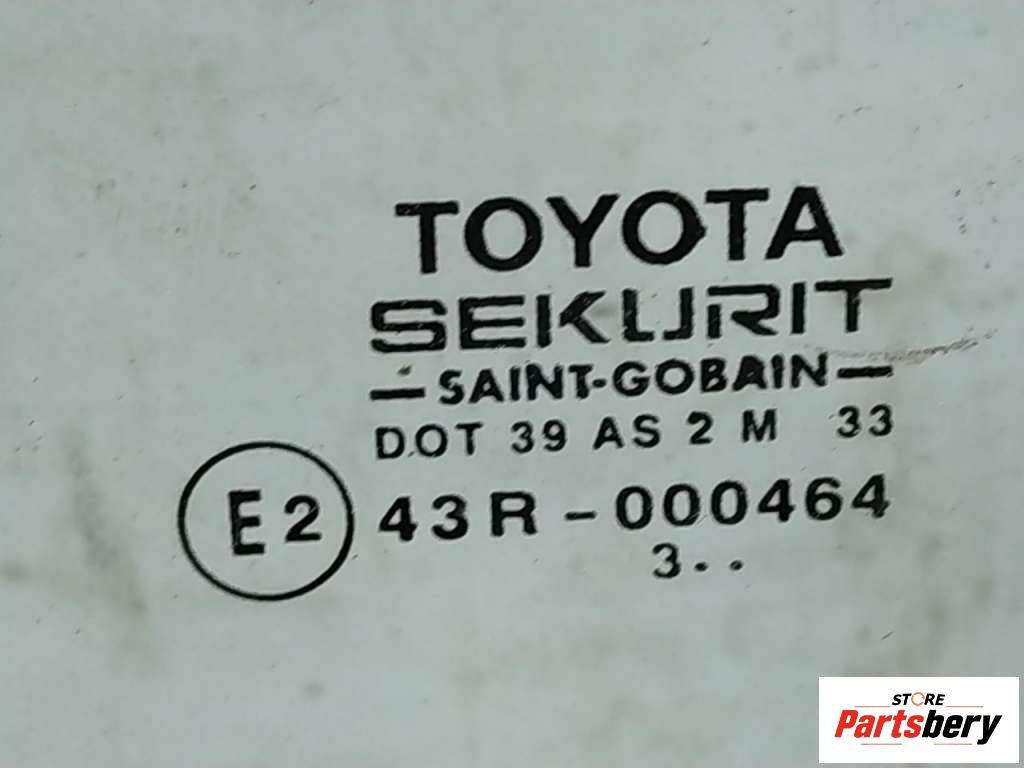 TOYOTA
SEKURIT
— SAINT-GOBAIN —
DOT 39 AS 2 M 33
E2 43R - 000464
3..
STORE
Partsbery